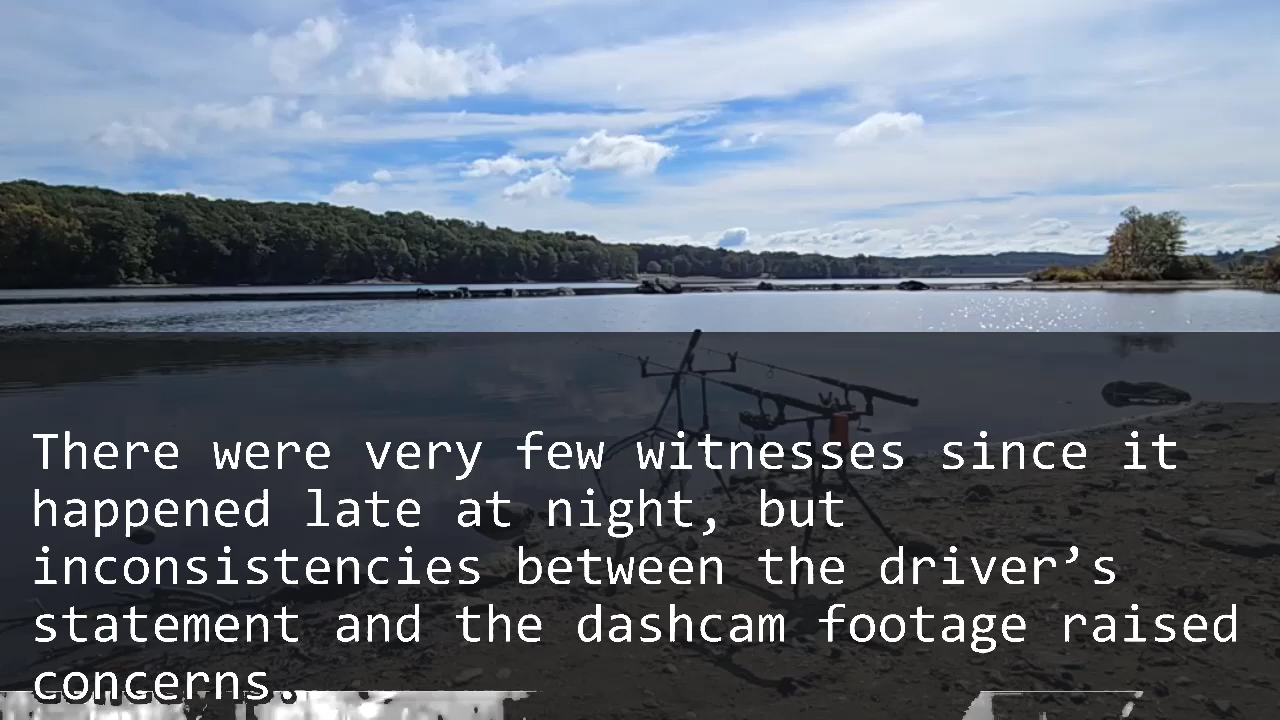 There were very few witnesses since it
happened late at night, but
inconsistencies between the driver’s
statement and the dashcam footage raised
concerns.